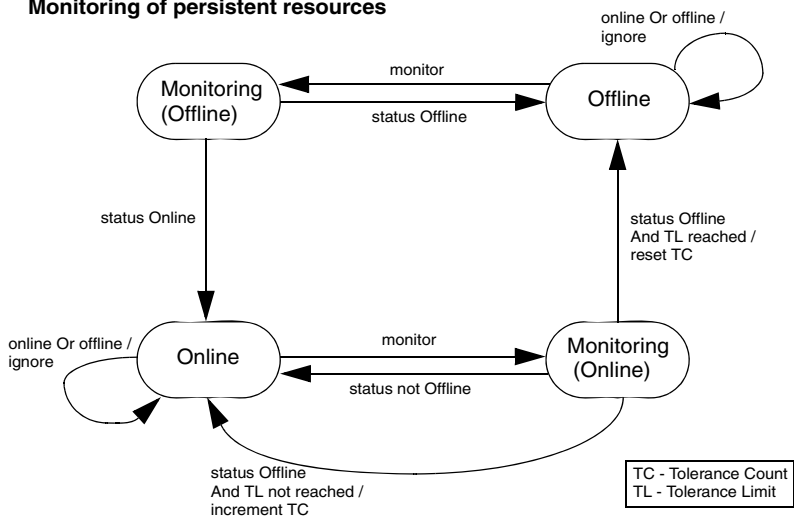 Monitoring of persistent resources
online Or offline /
ignore
Monitoring
(Offline)
monitor
status Offline
Offline
status Online
status Offline
And TL reached /
reset TC
online Or offline /
ignore
Online
monitor
status not Offline
Monitoring
(Online)
status Offline
And TL not reached /
increment TC
TC - Tolerance Count
TL - Tolerance Limit